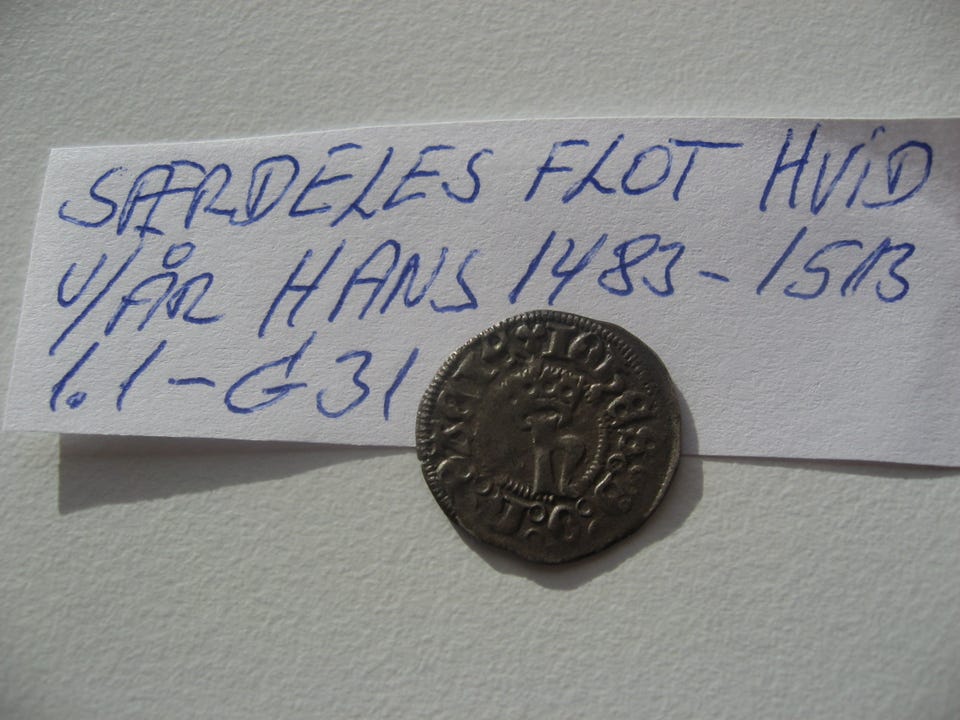 SÆRDELES FLOT HVID
U/ÅR HANS 1483-1513
1.1-G31